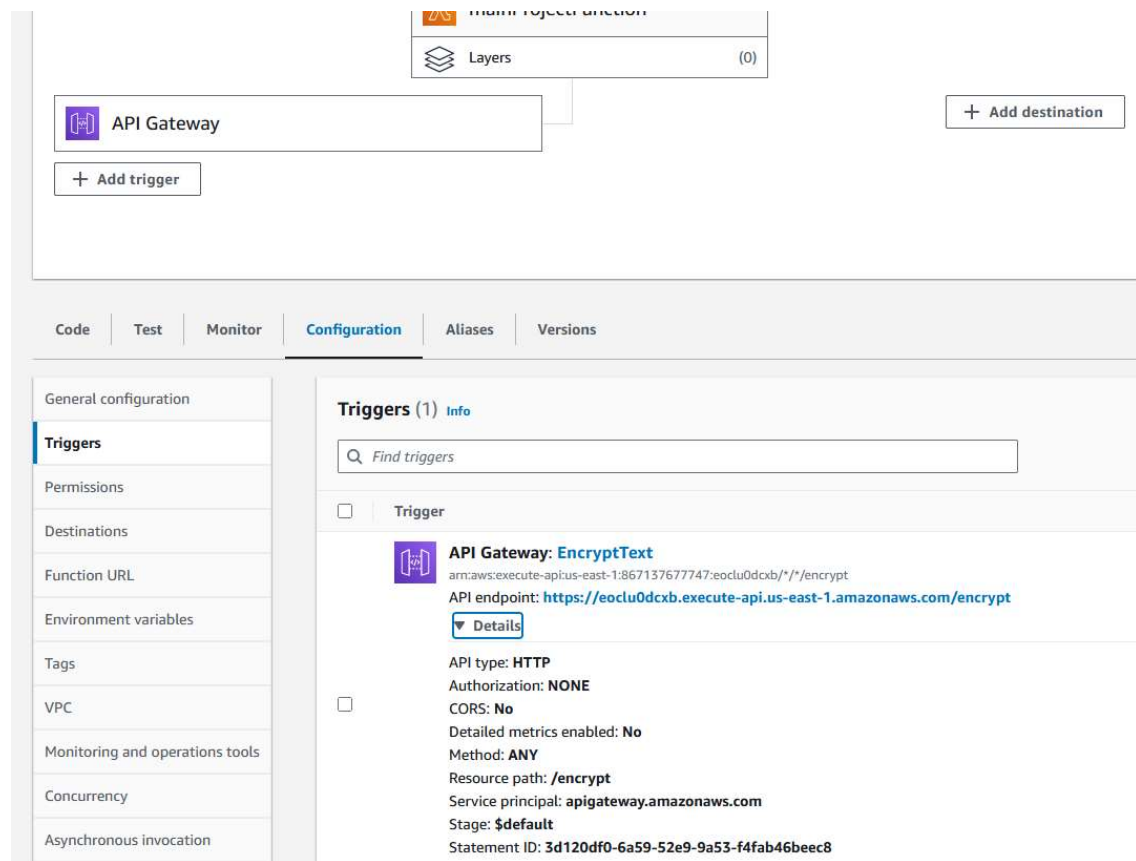 Layers (0)
API Gateway
+ Add destination
+ Add trigger
Code Test Monitor Configuration Aliases Versions
General configuration
Triggers
Permissions
Destinations
Function URL
Environment variables
Tags
VPC
Monitoring and operations tools
Concurrency
Asynchronous invocation
Triggers (1) Info
Find triggers
Trigger
API Gateway: EncryptText
arn:aws:execute-api:us-east-1:867137677747:eoclu0dcxb/*/*/encrypt
API endpoint: https://eoclu0dcxb.execute-api.us-east-1.amazonaws.com/encrypt
▼ Details
API type: HTTP
Authorization: NONE
CORS: No
Detailed metrics enabled: No
Method: ANY
Resource path: /encrypt
Service principal: apigateway.amazonaws.com
Stage: $default
Statement ID: 3d120df0-6a59-52e9-9a53-f4fab46beec8